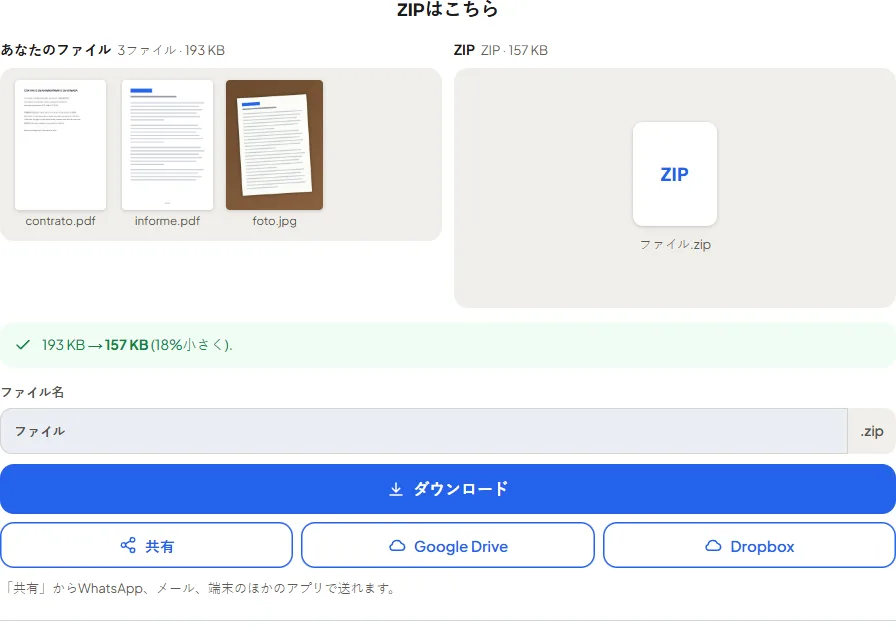 ZIPはこちら
あなたのファイル 3ファイル · 193 KB
ZIP ZIP · 157 KB
contrato.pdf
informe.pdf
foto.jpg
ZIP
ファイル.zip
193 KB → 157 KB (18%小さく).
ファイル名
ファイル
.zip
ダウンロード
共有
Google Drive
Dropbox
「共有」からWhatsApp、メール、端末のほかのアプリで送れます。